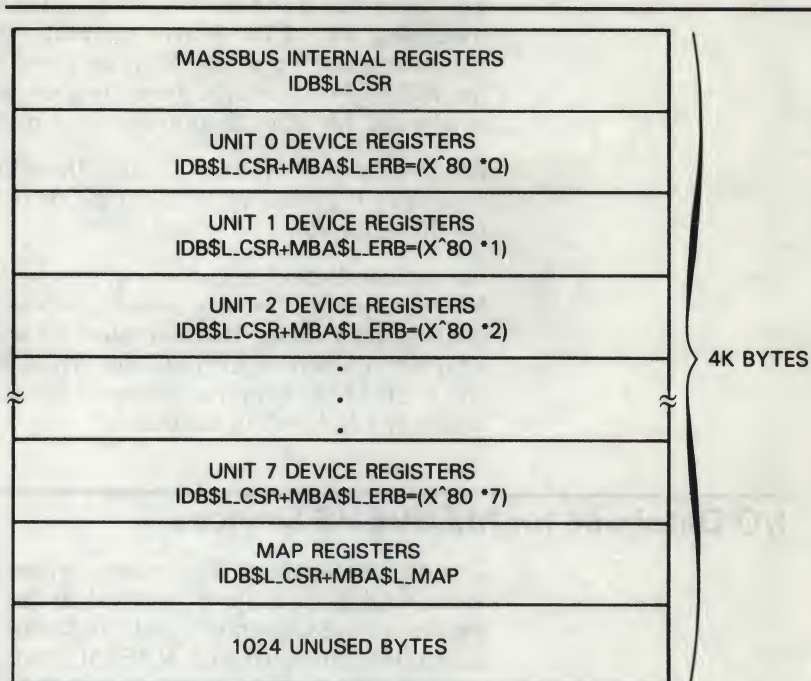 MASSBUS INTERNAL REGISTERS
IDB$L_CSR
UNIT 0 DEVICE REGISTERS
IDB$L_CSR+MBA$L_ERB=(X^80 *Q)
UNIT 1 DEVICE REGISTERS
IDB$L_CSR+MBA$L_ERB=(X^80 *1)
UNIT 2 DEVICE REGISTERS
IDB$L_CSR+MBA$L_ERB=(X^80 *2)
4K BYTES
UNIT 7 DEVICE REGISTERS
IDB$L_CSR+MBA$L_ERB=(X^80 *7)
MAP REGISTERS
IDB$L_CSR+MBA$L_MAP
1024 UNUSED BYTES